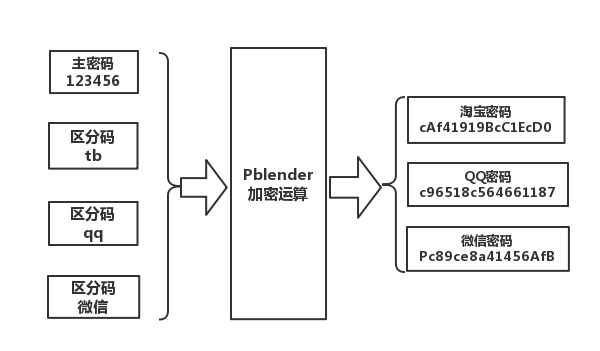 主密码
123456
区分码
tb
区分码
qq
区分码
微信
Pblender
加密运算
淘宝密码
cAf41919BcC1EcD0
QQ密码
c96518c564661187
微信密码
Pc89ce8a41456AfB